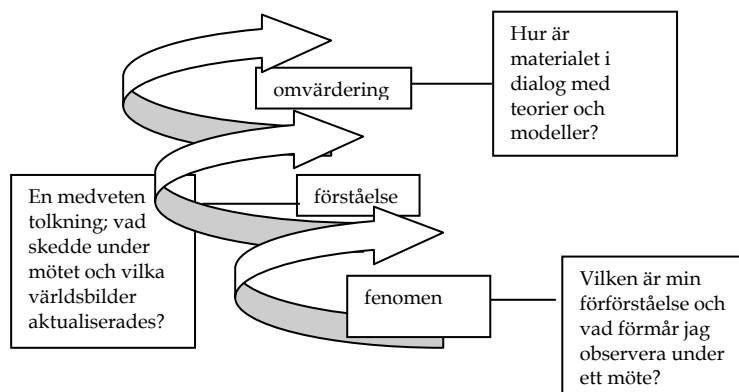 Hur är
materialet i
dialog med
teorier och
modeller?
omvärdering
En medveten
tolkning; vad
skedde under
mötet och vilka
världsbilder
aktualiserades?
förståelse
fenomen
Vilken är min
förförståelse och
vad förmår jag
observera under
ett möte?